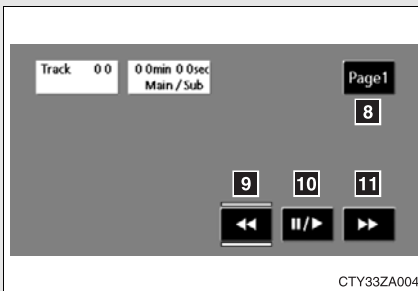 Track 0 0 0 0min 0 0sec
Main / Sub
Page1
8
9 10 11
CTY33ZA004